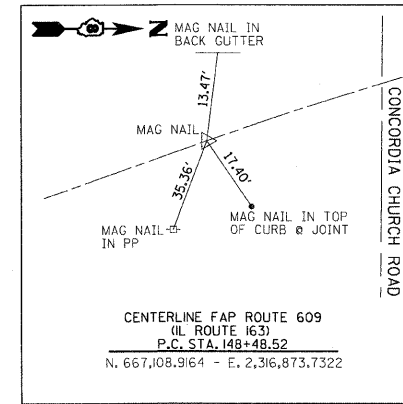 N
MAG NAIL IN
BACK GUTTER
13.47'
MAG NAIL
35.36'
17.40'
MAG NAIL
IN PP
MAG NAIL IN TOP
OF CURB @ JOINT
CONCORDIA CHURCH ROAD
CENTERLINE FAP ROUTE 609
(IL ROUTE 163)
P.C. STA. 148+48.52
N. 667,108.9164 - E. 2,316,873.7322